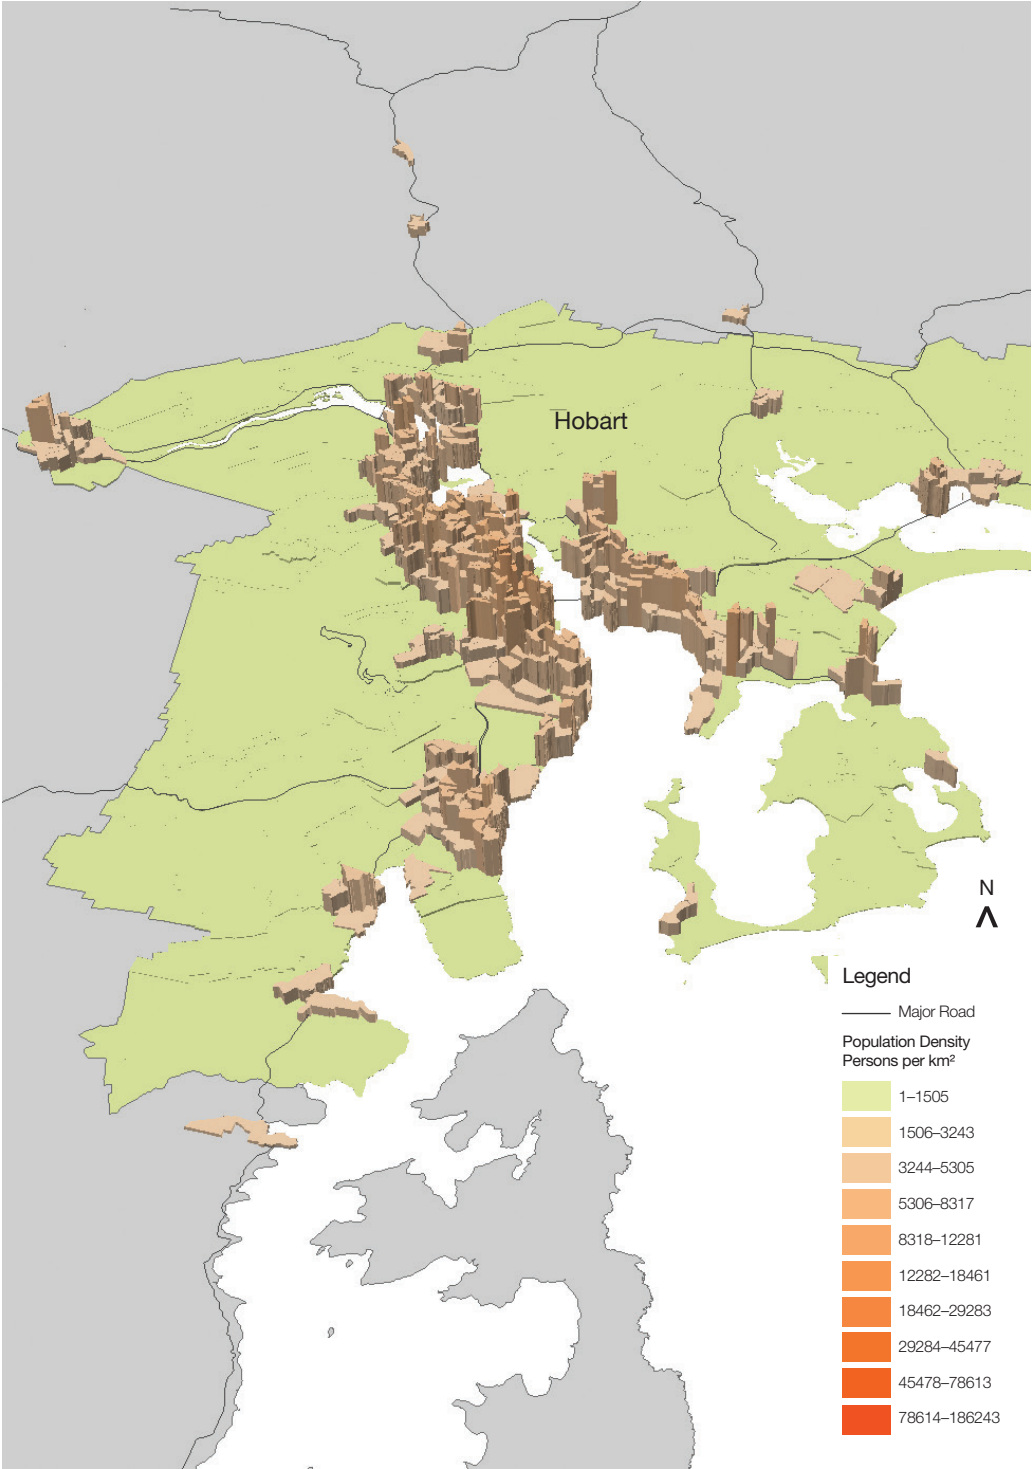 Hobart
N
Legend
Major Road
Population Density
Persons per km²
1–1505
1506–3243
3244–5305
5306–8317
8318–12281
12282–18461
18462–29283
29284–45477
45478–78613
78614–186243